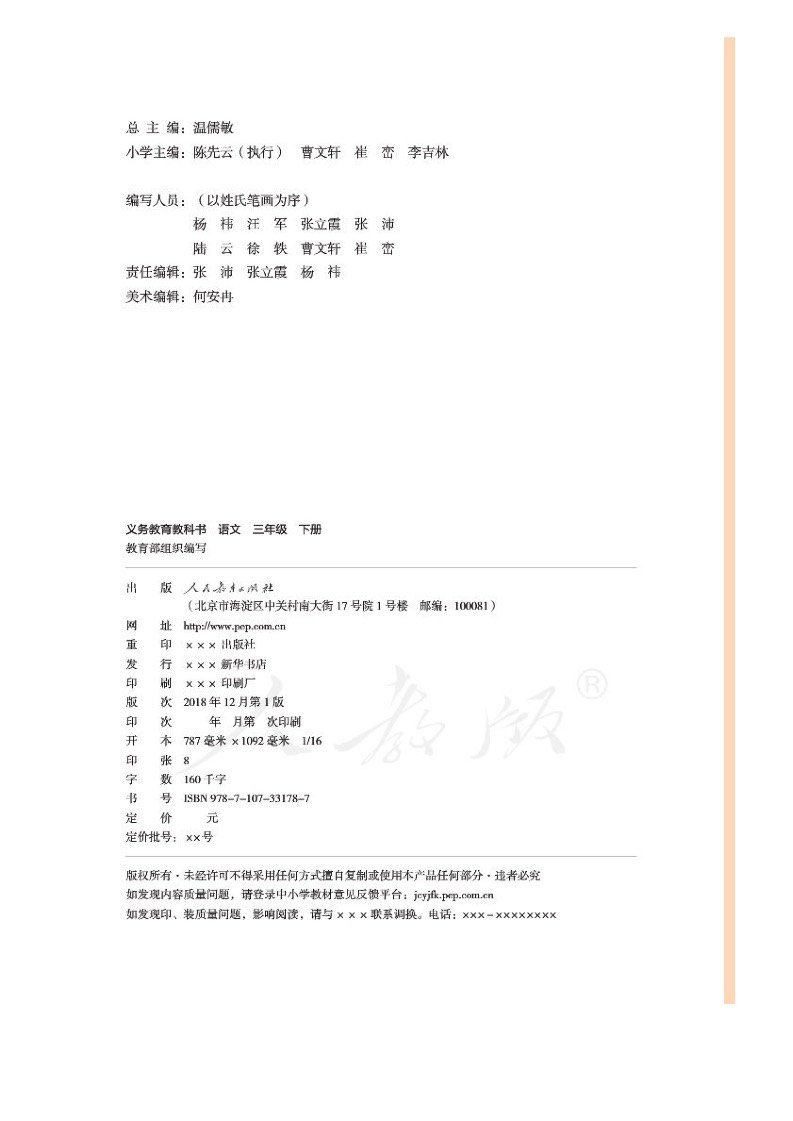 总 主 编：温儒敏
小学主编：陈先云（执行） 曹文轩 崔 峦 李吉林
编写人员：（以姓氏笔画为序）
杨 祎 汪 军 张立霞 张 沛
陆 云 徐 轶 曹文轩 崔 峦
责任编辑：张 沛 张立霞 杨 祎
美术编辑：何安冉
义务教育教科书 语文 三年级 下册
教育部组织编写
出 版 人民教育出版社
（北京市海淀区中关村南大街 17 号院 1 号楼 邮编：100081）
网 址 http://www.pep.com.cn
重 印 ××× 出版社
发 行 ××× 新华书店
印 刷 ××× 印刷厂
版 次 2018 年 12 月第 1 版
印 次 年 月第 次印刷
开 本 787 毫米 ×1092 毫米 1/16
印 张 8
字 数 160 千字
书 号 ISBN 978-7-107-33178-7
定 价 元
定价批号：××号
版权所有·未经许可不得采用任何方式擅自复制或使用本产品任何部分·违者必究
如发现内容质量问题，请登录中小学教材意见反馈平台：jcyjfk.pep.com.cn
如发现印、装质量问题，影响阅读，请与 ××× 联系调换。电话：×××-××××××××
人教版®